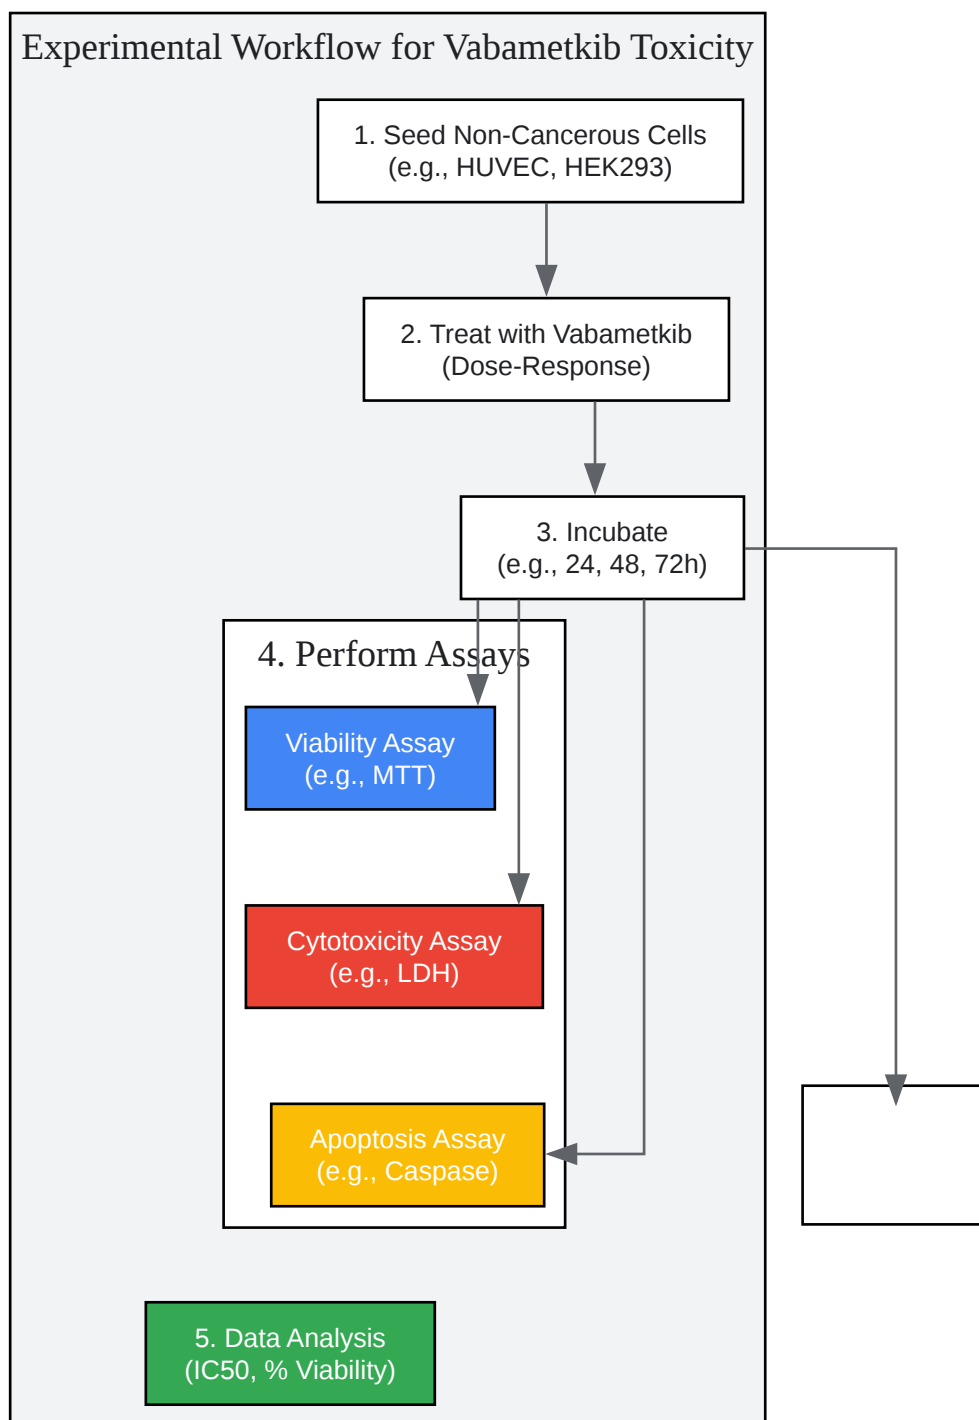 Experimental Workflow for Vabametkib Toxicity
1. Seed Non-Cancerous Cells
(e.g., HUVEC, HEK293)
2. Treat with Vabametkib
(Dose-Response)
3. Incubate
(e.g., 24, 48, 72h)
4. Perform Assays
Viability Assay
(e.g., MTT)
Cytotoxicity Assay
(e.g., LDH)
Apoptosis Assay
(e.g., Caspase)
5. Data Analysis
(IC50, % Viability)